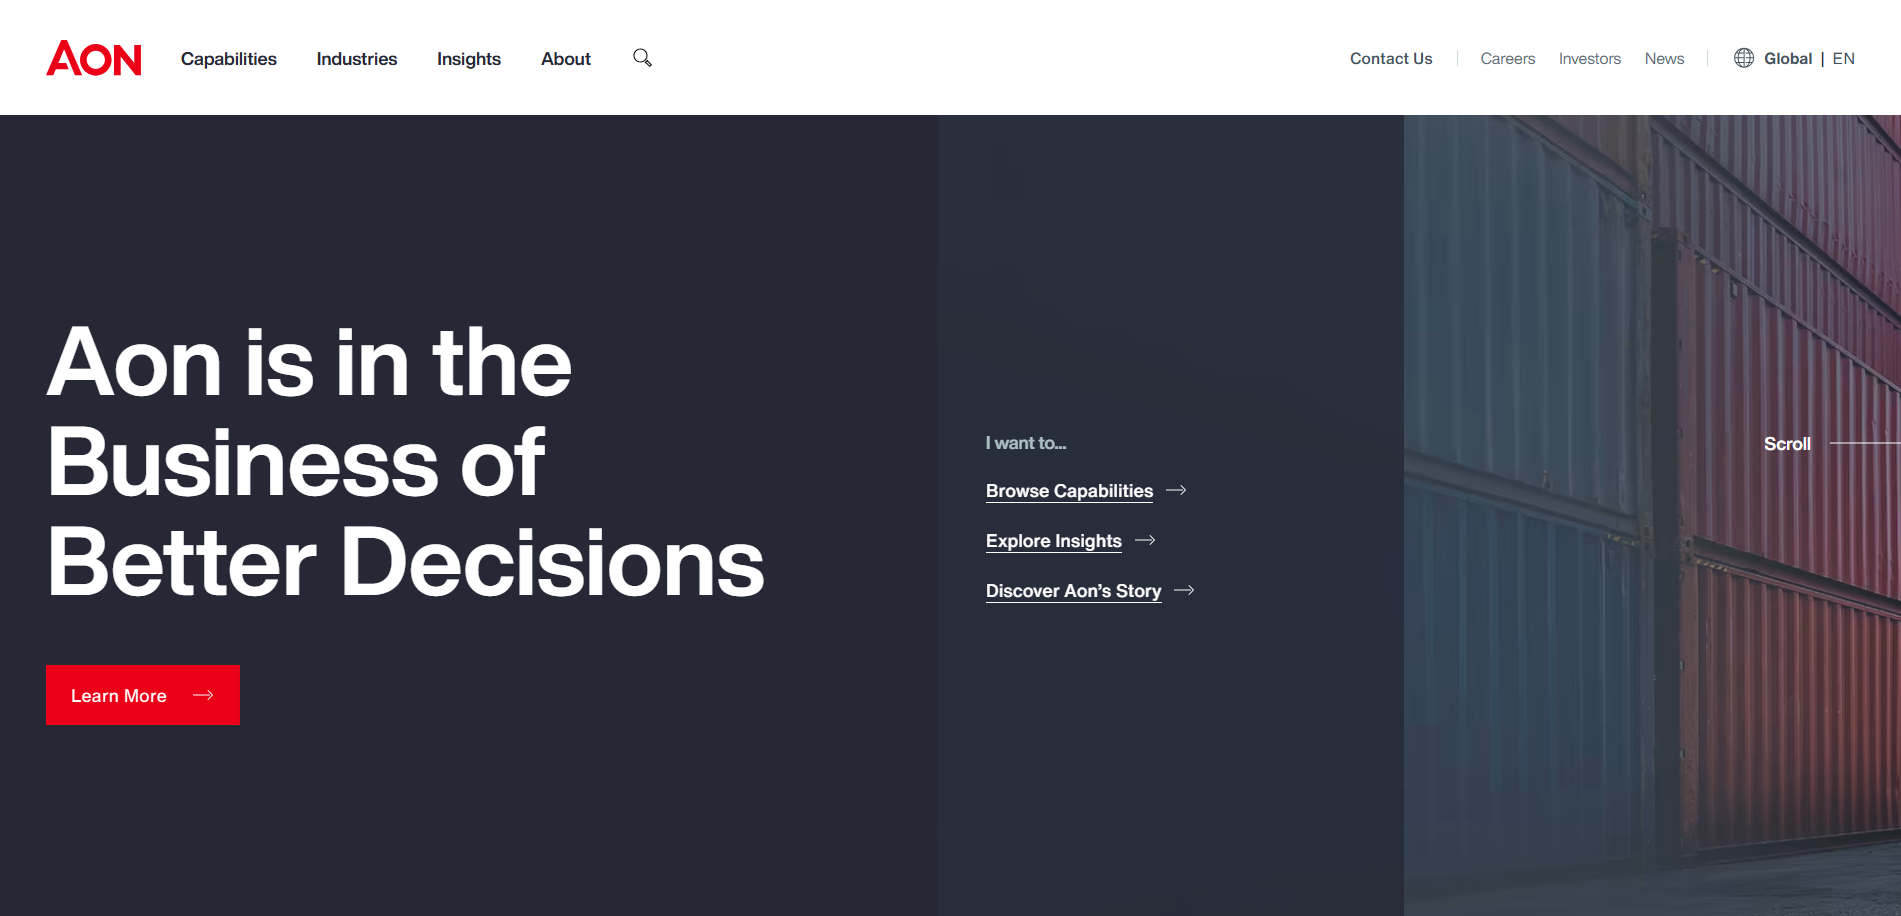 AON
Capabilities
Industries
Insights
About
Contact Us
Careers
Investors
News
Global | EN
Aon is in the
Business of
Better Decisions
Learn More
I want to...
Browse Capabilities
Explore Insights
Discover Aon’s Story
Scroll